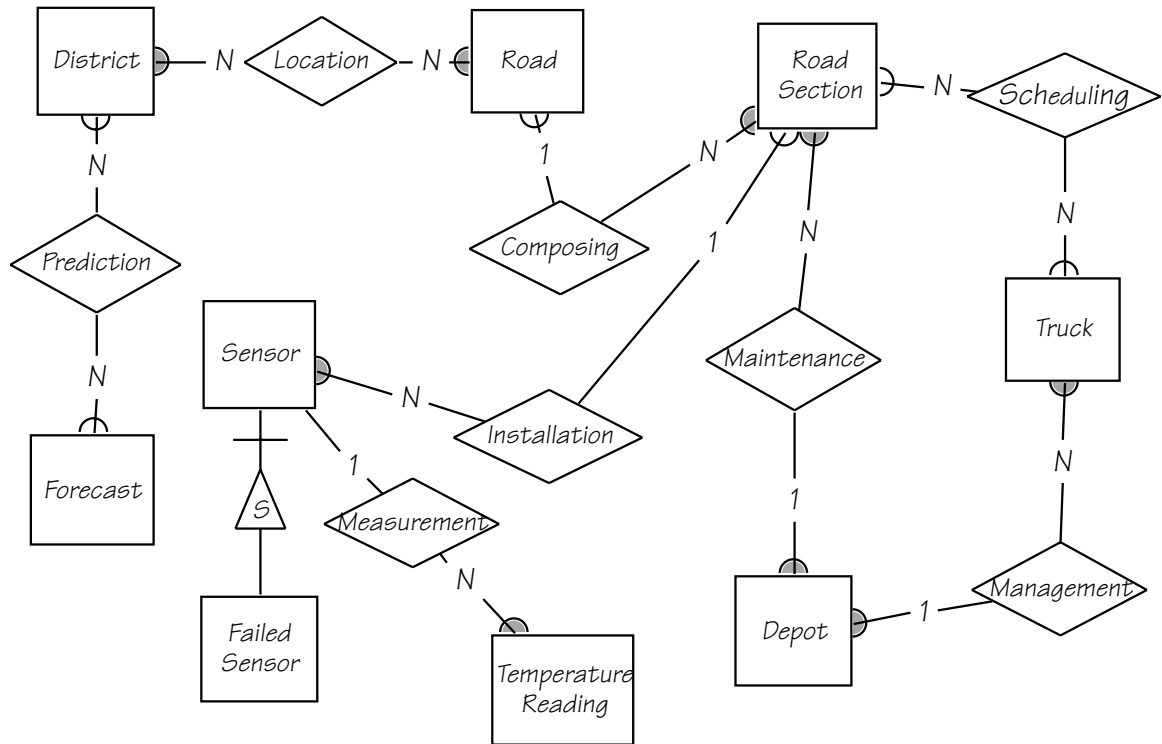 District
N
Location
N
Road
Road
Section
N
Scheduling
N
1
N
Prediction
Composing
1
N
N
Sensor
Truck
N
Maintenance
N
Installation
1
N
Forecast
S
Measurement
1
N
Failed
Sensor
N
Temperature
Reading
Depot
1
Management